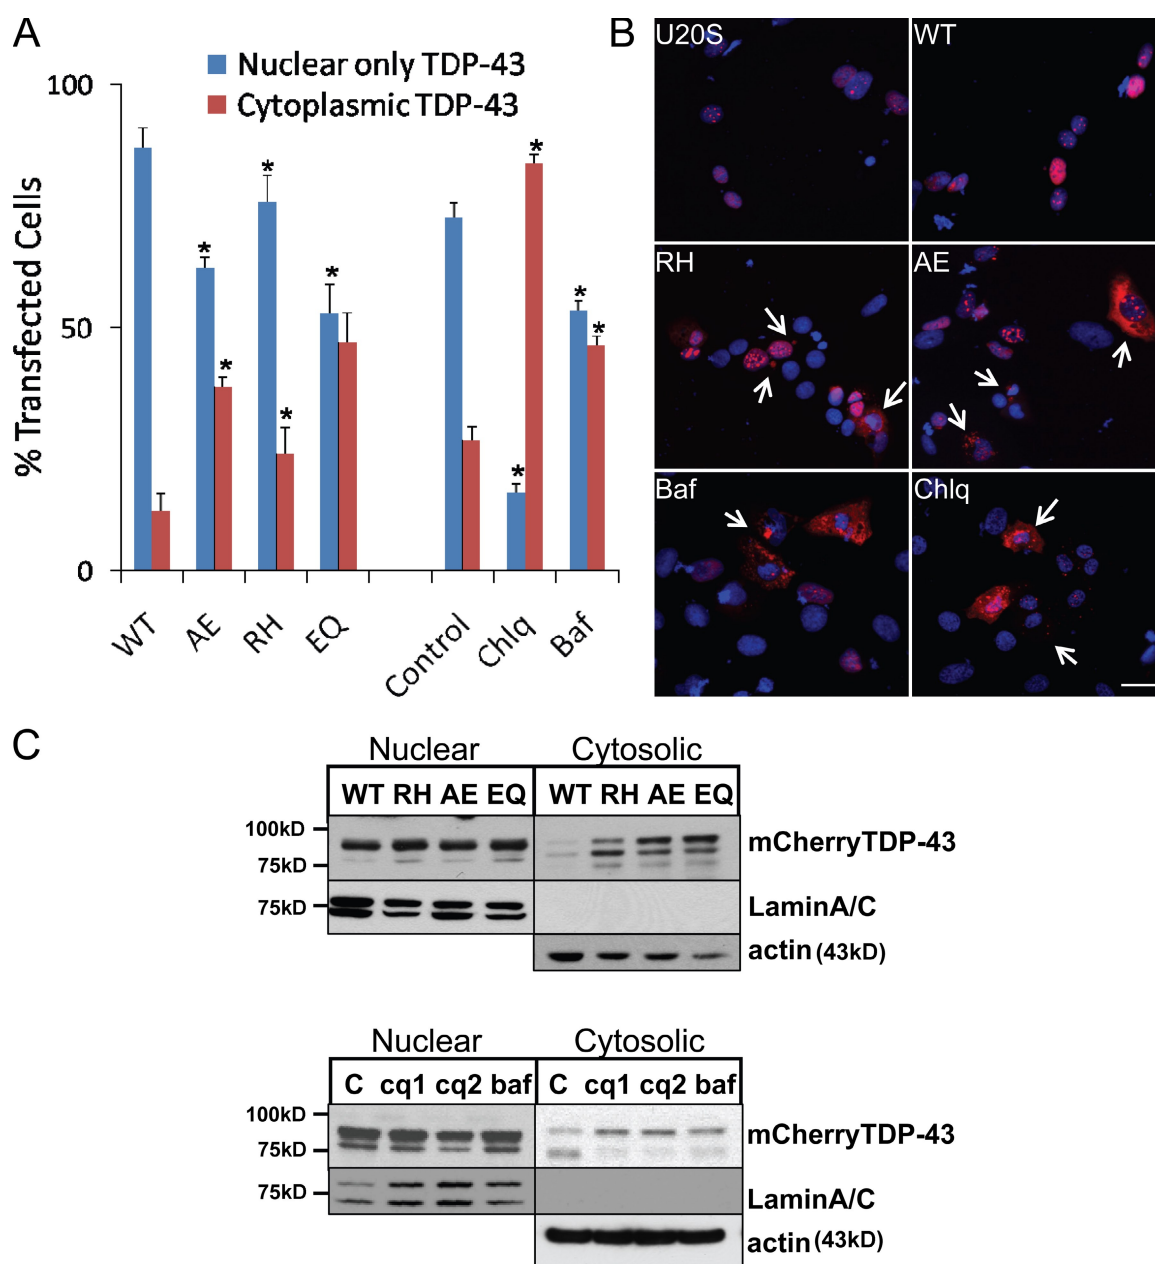 A
Nuclear only TDP-43
Cytoplasmic TDP-43
100
50
0
% Transfected Cells
* * * * * * * * * *
WT AE RH EQ Control Chlq Baf
B
U20S WT
RH AE
Baf Chlq
C
Nuclear Cytosolic
WT RH AE EQ WT RH AE EQ
100kD
mCherryTDP-43
75kD
75kD
LaminA/C
actin (43kD)
Nuclear Cytosolic
C cq1 cq2 baf C cq1 cq2 baf
100kD
mCherryTDP-43
75kD
75kD
LaminA/C
actin (43kD)